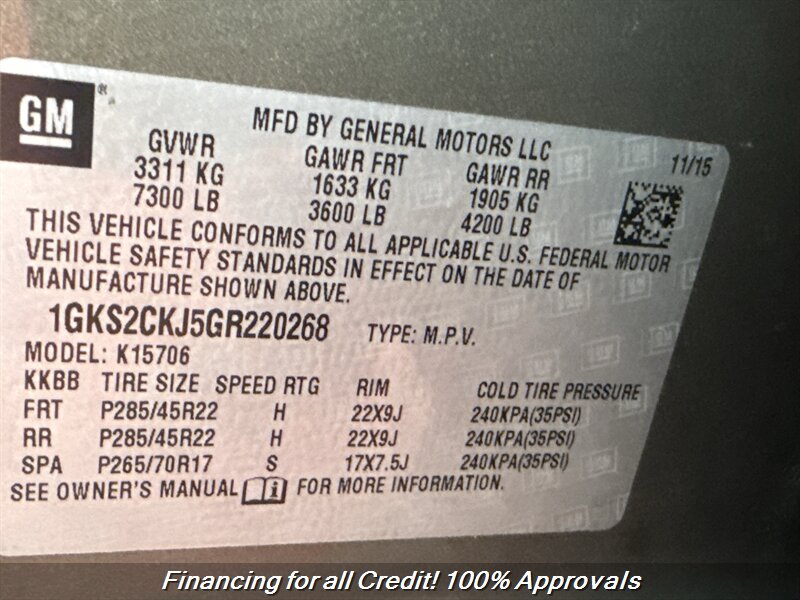 GM ®
MFD BY GENERAL MOTORS LLC
11/15
GVWR GAWR FRT GAWR RR
3311 KG 1633 KG 1905 KG
7300 LB 3600 LB 4200 LB
THIS VEHICLE CONFORMS TO ALL APPLICABLE U.S. FEDERAL MOTOR
VEHICLE SAFETY STANDARDS IN EFFECT ON THE DATE OF
MANUFACTURE SHOWN ABOVE.
1GKS2CKJ5GR220268 TYPE: M.P.V.
MODEL: K15706
KKBB TIRE SIZE SPEED RTG RIM COLD TIRE PRESSURE
FRT P285/45R22 H 22X9J 240KPA(35PSI)
RR P285/45R22 H 22X9J 240KPA(35PSI)
SPA P265/70R17 S 17X7.5J 240KPA(35PSI)
SEE OWNER'S MANUAL i FOR MORE INFORMATION.
Financing for all Credit! 100% Approvals